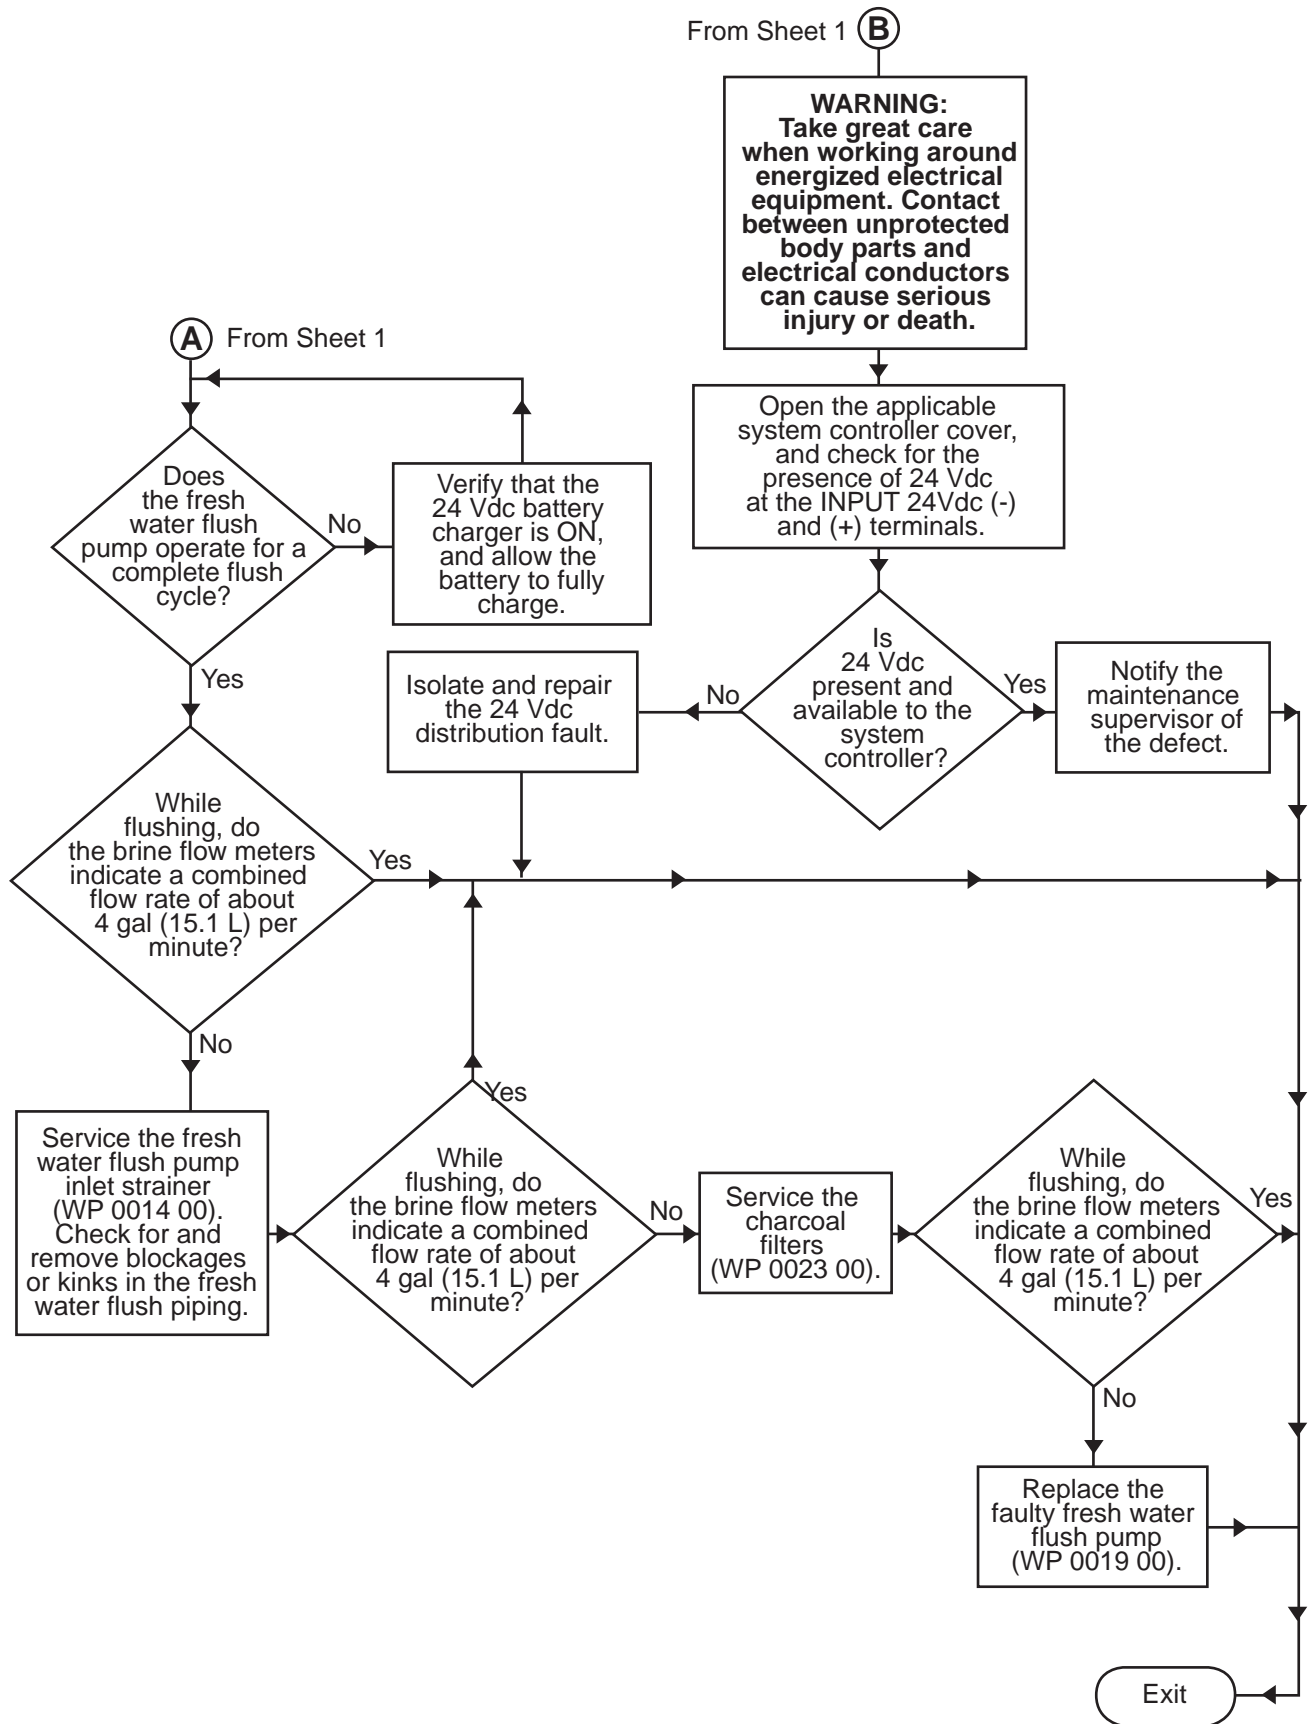 From Sheet 1 B
WARNING:
Take great care
when working around
energized electrical
equipment. Contact
between unprotected
body parts and
electrical conductors
can cause serious
injury or death.
A From Sheet 1
Open the applicable
system controller cover,
and check for the
presence of 24 Vdc
at the INPUT 24Vdc (-)
and (+) terminals.
Does
the fresh
water flush
pump operate for a
complete flush
cycle?
No
Verify that the
24 Vdc battery
charger is ON,
and allow the
battery to fully
charge.
Yes
Is
24 Vdc
present and
available to the
system
controller?
No
Isolate and repair
the 24 Vdc
distribution fault.
Yes
Notify the
maintenance
supervisor of
the defect.
While
flushing, do
the brine flow meters
indicate a combined
flow rate of about
4 gal (15.1 L) per
minute?
Yes
No
Service the fresh
water flush pump
inlet strainer
(WP 0014 00).
Check for and
remove blockages
or kinks in the fresh
water flush piping.
Yes
While
flushing, do
the brine flow meters
indicate a combined
flow rate of about
4 gal (15.1 L) per
minute?
No
Service the
charcoal
filters
(WP 0023 00).
While
flushing, do
the brine flow meters
indicate a combined
flow rate of about
4 gal (15.1 L) per
minute?
Yes
No
Replace the
faulty fresh water
flush pump
(WP 0019 00).
Exit